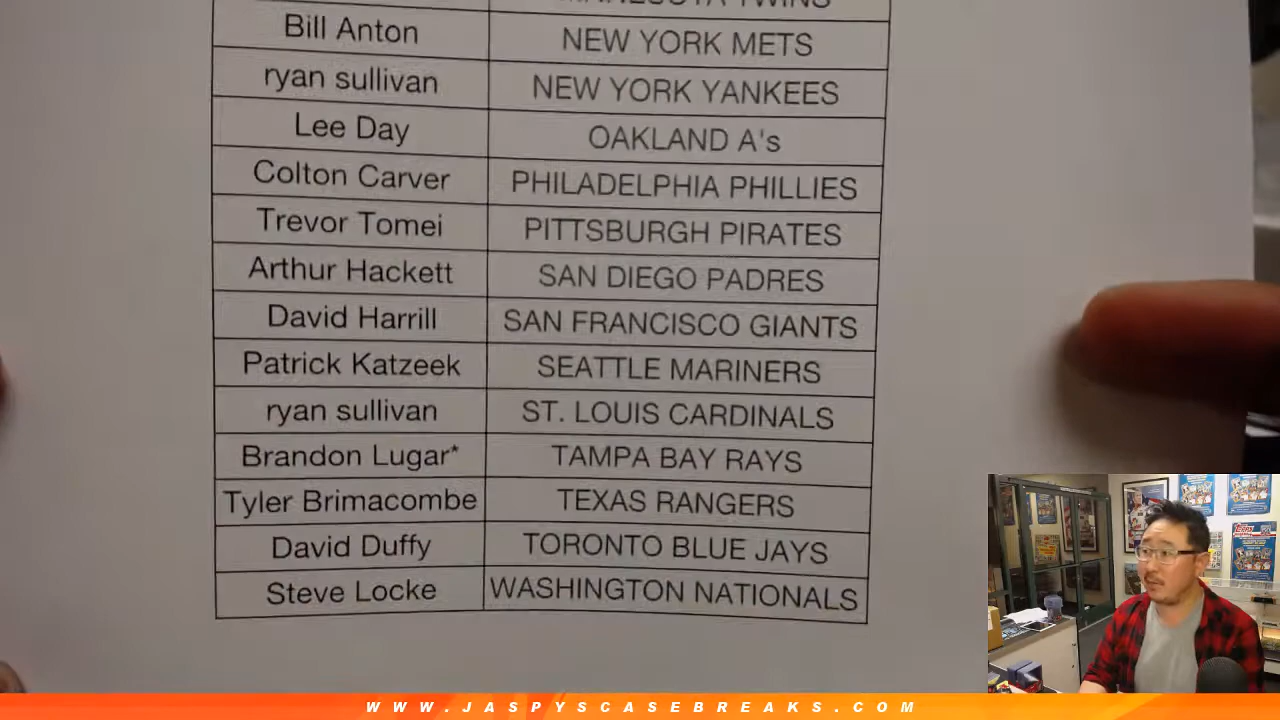 MINNESOTA TWINS
Bill Anton NEW YORK METS
ryan sullivan NEW YORK YANKEES
Lee Day OAKLAND A's
Colton Carver PHILADELPHIA PHILLIES
Trevor Tomei PITTSBURGH PIRATES
Arthur Hackett SAN DIEGO PADRES
David Harrill SAN FRANCISCO GIANTS
Patrick Katzeek SEATTLE MARINERS
ryan sullivan ST. LOUIS CARDINALS
Brandon Lugar* TAMPA BAY RAYS
Tyler Brimacombe TEXAS RANGERS
David Duffy TORONTO BLUE JAYS
Steve Locke WASHINGTON NATIONALS
WWW.JASPYSCASEBREAKS.COM